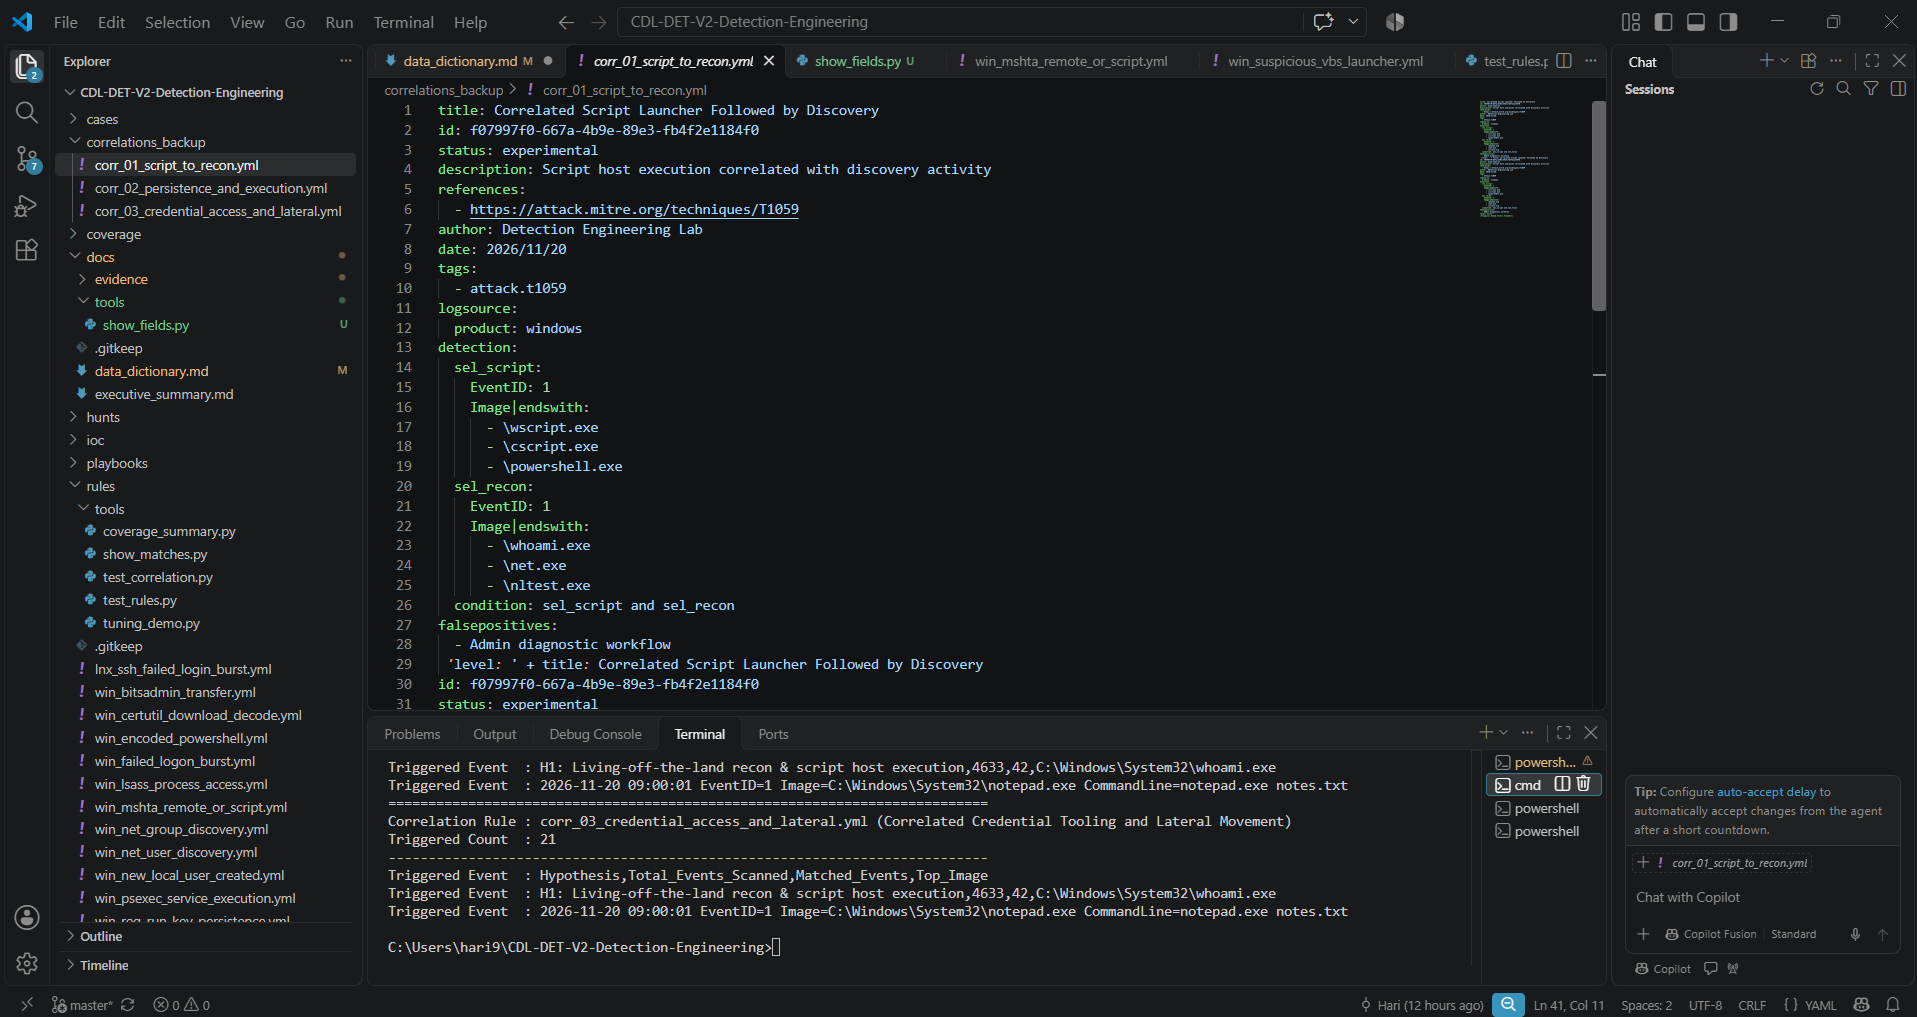 File Edit Selection View Go Run Terminal Help
CDL-DET-V2-Detection-Engineering
Explorer
CDL-DET-V2-Detection-Engineering
cases
correlations_backup
corr_01_script_to_recon.yml
corr_02_persistence_and_execution.yml
corr_03_credential_access_and_lateral.yml
coverage
docs
evidence
tools
show_fields.py U
.gitkeep
data_dictionary.md M
executive_summary.md
hunts
ioc
playbooks
rules
tools
coverage_summary.py
show_matches.py
test_correlation.py
test_rules.py
tuning_demo.py
.gitkeep
lnx_ssh_failed_login_burst.yml
win_bitsadmin_transfer.yml
win_certutil_download_decode.yml
win_encoded_powershell.yml
win_failed_logon_burst.yml
win_lsass_process_access.yml
win_mshta_remote_or_script.yml
win_net_group_discovery.yml
win_net_user_discovery.yml
win_new_local_user_created.yml
win_psexec_service_execution.yml
win_reg_run_key_persistence.yml
Outline
Timeline
2
7
data_dictionary.md M corr_01_script_to_recon.yml show_fields.py U win_mshta_remote_or_script.yml win_suspicious_vbs_launcher.yml test_rules.p
correlations_backup > ! corr_01_script_to_recon.yml
1 title: Correlated Script Launcher Followed by Discovery
2 id: f07997f0-667a-4b9e-89e3-fb4f2e1184f0
3 status: experimental
4 description: Script host execution correlated with discovery activity
5 references:
6 - https://attack.mitre.org/techniques/T1059
7 author: Detection Engineering Lab
8 date: 2026/11/20
9 tags:
10 - attack.t1059
11 logsource:
12 product: windows
13 detection:
14 sel_script:
15 EventID: 1
16 Image|endswith:
17 - \wscript.exe
18 - \cscript.exe
19 - \powershell.exe
20 sel_recon:
21 EventID: 1
22 Image|endswith:
23 - \whoami.exe
24 - \net.exe
25 - \nltest.exe
26 condition: sel_script and sel_recon
27 falsepositives:
28 - Admin diagnostic workflow
29 'level: ' + title: Correlated Script Launcher Followed by Discovery
30 id: f07997f0-667a-4b9e-89e3-fb4f2e1184f0
31 status: experimental
Problems Output Debug Console Terminal Ports
Triggered Event : H1: Living-off-the-land recon & script host execution,4633,42,C:\Windows\System32\whoami.exe
Triggered Event : 2026-11-20 09:00:01 EventID=1 Image=C:\Windows\System32\notepad.exe CommandLine=notepad.exe notes.txt
===========================================================================
Correlation Rule : corr_03_credential_access_and_lateral.yml (Correlated Credential Tooling and Lateral Movement)
Triggered Count : 21
---------------------------------------------------------------------------
Triggered Event : Hypothesis,Total_Events_Scanned,Matched_Events,Top_Image
Triggered Event : H1: Living-off-the-land recon & script host execution,4633,42,C:\Windows\System32\whoami.exe
Triggered Event : 2026-11-20 09:00:01 EventID=1 Image=C:\Windows\System32\notepad.exe CommandLine=notepad.exe notes.txt
C:\Users\hari9\CDL-DET-V2-Detection-Engineering>
powersh...
cmd
powershell
powershell
Chat
Sessions
Tip: Configure auto-accept delay to
automatically accept changes from the agent
after a short countdown.
corr_01_script_to_recon.yml
Chat with Copilot
Copilot Fusion Standard
Copilot
master* 0 0 Hari (12 hours ago) Ln 41, Col 11 Spaces: 2 UTF-8 CRLF { } YAML